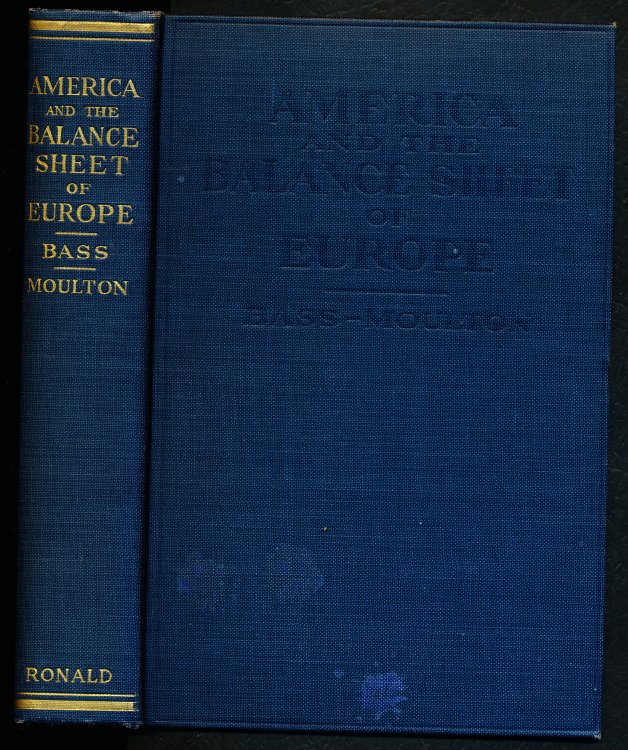 AMERICA
AND THE
BALANCE
SHEET
OF
EUROPE
BASS
MOULTON
RONALD
AMERICA
AND THE
BALANCE SHEET
OF
EUROPE
BASS-MOULTON